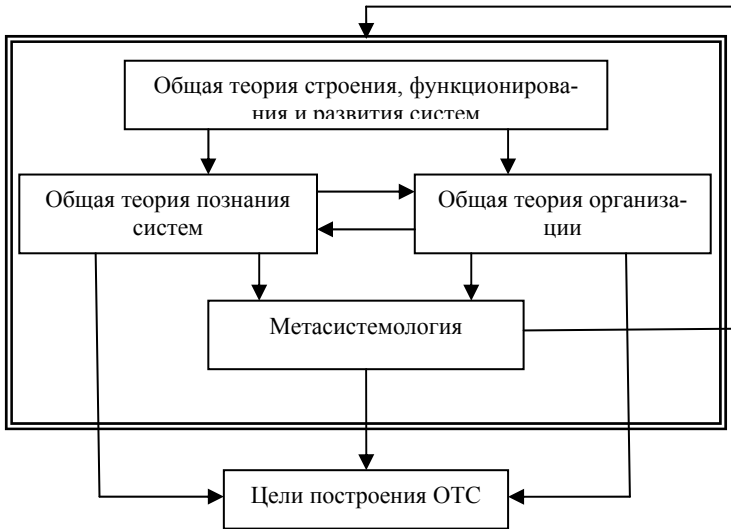 Общая теория строения, функционирова-
ния и развития систем
Общая теория познания
систем
Общая теория организа-
ции
Метасистемология
Цели построения ОТС